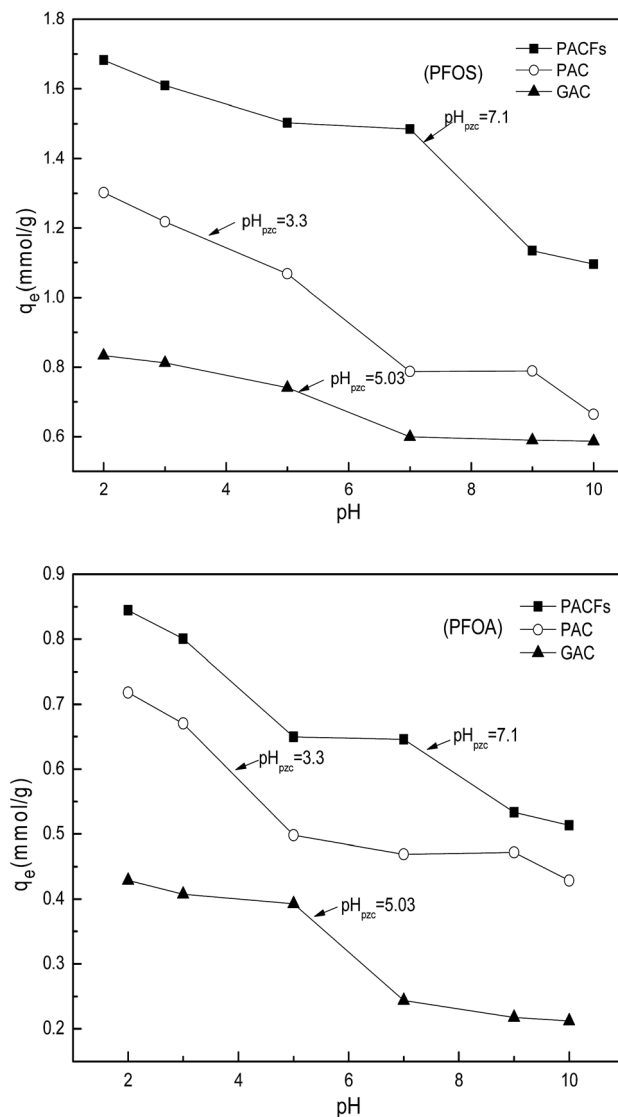 1.8
1.6
1.4
1.2
1.0
0.8
0.6
qe(mmol/g)
(PFOS)
PACFs
PAC
GAC
pHpzc=7.1
pHpzc=3.3
pHpzc=5.03
2 4 6 8 10
pH
0.9
0.8
0.7
0.6
0.5
0.4
0.3
0.2
qe(mmol/g)
(PFOA)
PACFs
PAC
GAC
pHpzc=7.1
pHpzc=3.3
pHpzc=5.03
2 4 6 8 10
pH